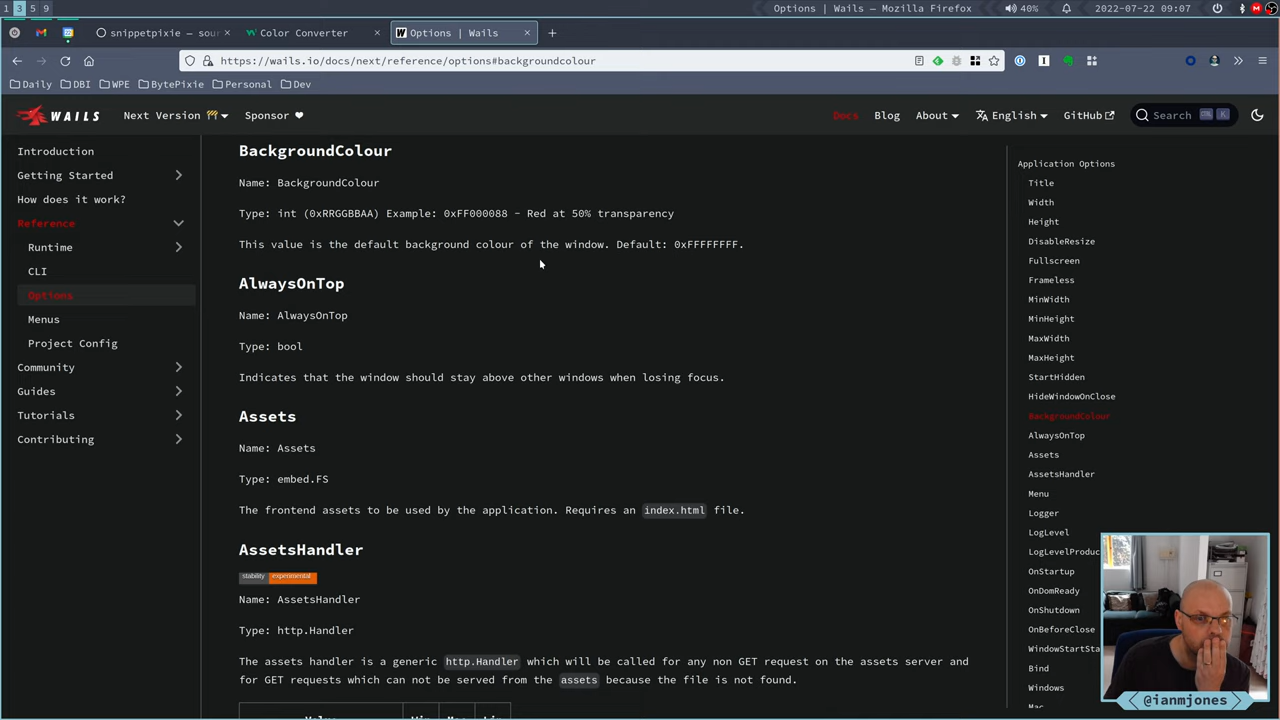 1 3 5 9
Options | Wails — Mozilla Firefox
40%
2022-07-22 09:07
snippetpixie — sour
Color Converter
Options | Wails
https://wails.io/docs/next/reference/options#backgroundcolour
Daily
DBI
WPE
BytePixie
Personal
Dev
WAILS
Next Version
Sponsor
Docs
Blog
About
English
GitHub
Search
K
Introduction
Getting Started
How does it work?
Reference
Runtime
CLI
Options
Menus
Project Config
Community
Guides
Tutorials
Contributing
BackgroundColour
Name: BackgroundColour
Type: int (0xRRGGBBAA) Example: 0xFF000088 - Red at 50% transparency
This value is the default background colour of the window. Default: 0xFFFFFFFF.
AlwaysOnTop
Name: AlwaysOnTop
Type: bool
Indicates that the window should stay above other windows when losing focus.
Assets
Name: Assets
Type: embed.FS
The frontend assets to be used by the application. Requires an index.html file.
AssetsHandler
stability experimental
Name: AssetsHandler
Type: http.Handler
The assets handler is a generic http.Handler which will be called for any non GET request on the assets server and
for GET requests which can not be served from the assets because the file is not found.
Application Options
Title
Width
Height
DisableResize
Fullscreen
Frameless
MinWidth
MinHeight
MaxWidth
MaxHeight
StartHidden
HideWindowOnClose
BackgroundColour
AlwaysOnTop
Assets
AssetsHandler
Menu
Logger
LogLevel
LogLevelProduc
OnStartup
OnDomReady
OnShutdown
OnBeforeClose
WindowStartSta
Bind
Windows
@ianmjones